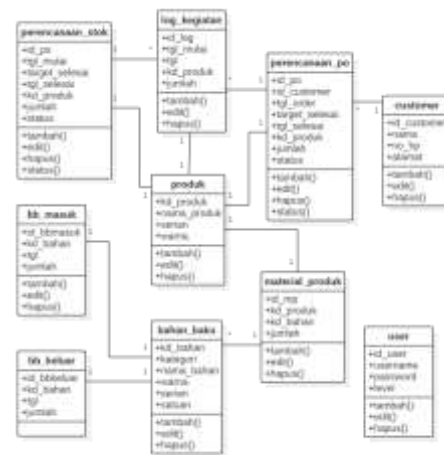 perencanaan_stok
+id_po
+tgl_mulai
+target_selesai
+tgl_selesai
+kd_produk
+jumlah
+status
+tambah()
+edit()
+hapus()
+status()
log_kegiatan
+id_log
+tgl_mulai
+tgl
+kd_produk
+jumlah
+tambah()
+edit()
+hapus()
perencanaan_po
+id_po
+id_customer
+tgl_order
+target_selesai
+tgl_selesai
+kd_produk
+jumlah
+status
+tambah()
+edit()
+hapus()
+status()
customer
+id_customer
+nama
+no_hp
+alamat
+tambah()
+edit()
+hapus()
produk
+kd_produk
+nama_produk
+warna
+tambah()
+edit()
+hapus()
bb_masuk
+id_bbmasuk
+kd_bahan
+tgl
+jumlah
+tambah()
+edit()
+hapus()
material_produk
+id_mp
+kd_produk
+kd_bahan
+jumlah
+tambah()
+edit()
+hapus()
bahan_baku
+kd_bahan
+kategori
+nama_bahan
+warna
+satuan
+tambah()
+edit()
+hapus()
bb_keluar
+id_bbkeluar
+kd_bahan
+tgl
+jumlah
user
+id_user
+username
+password
+level
+tambah()
+edit()
+hapus()